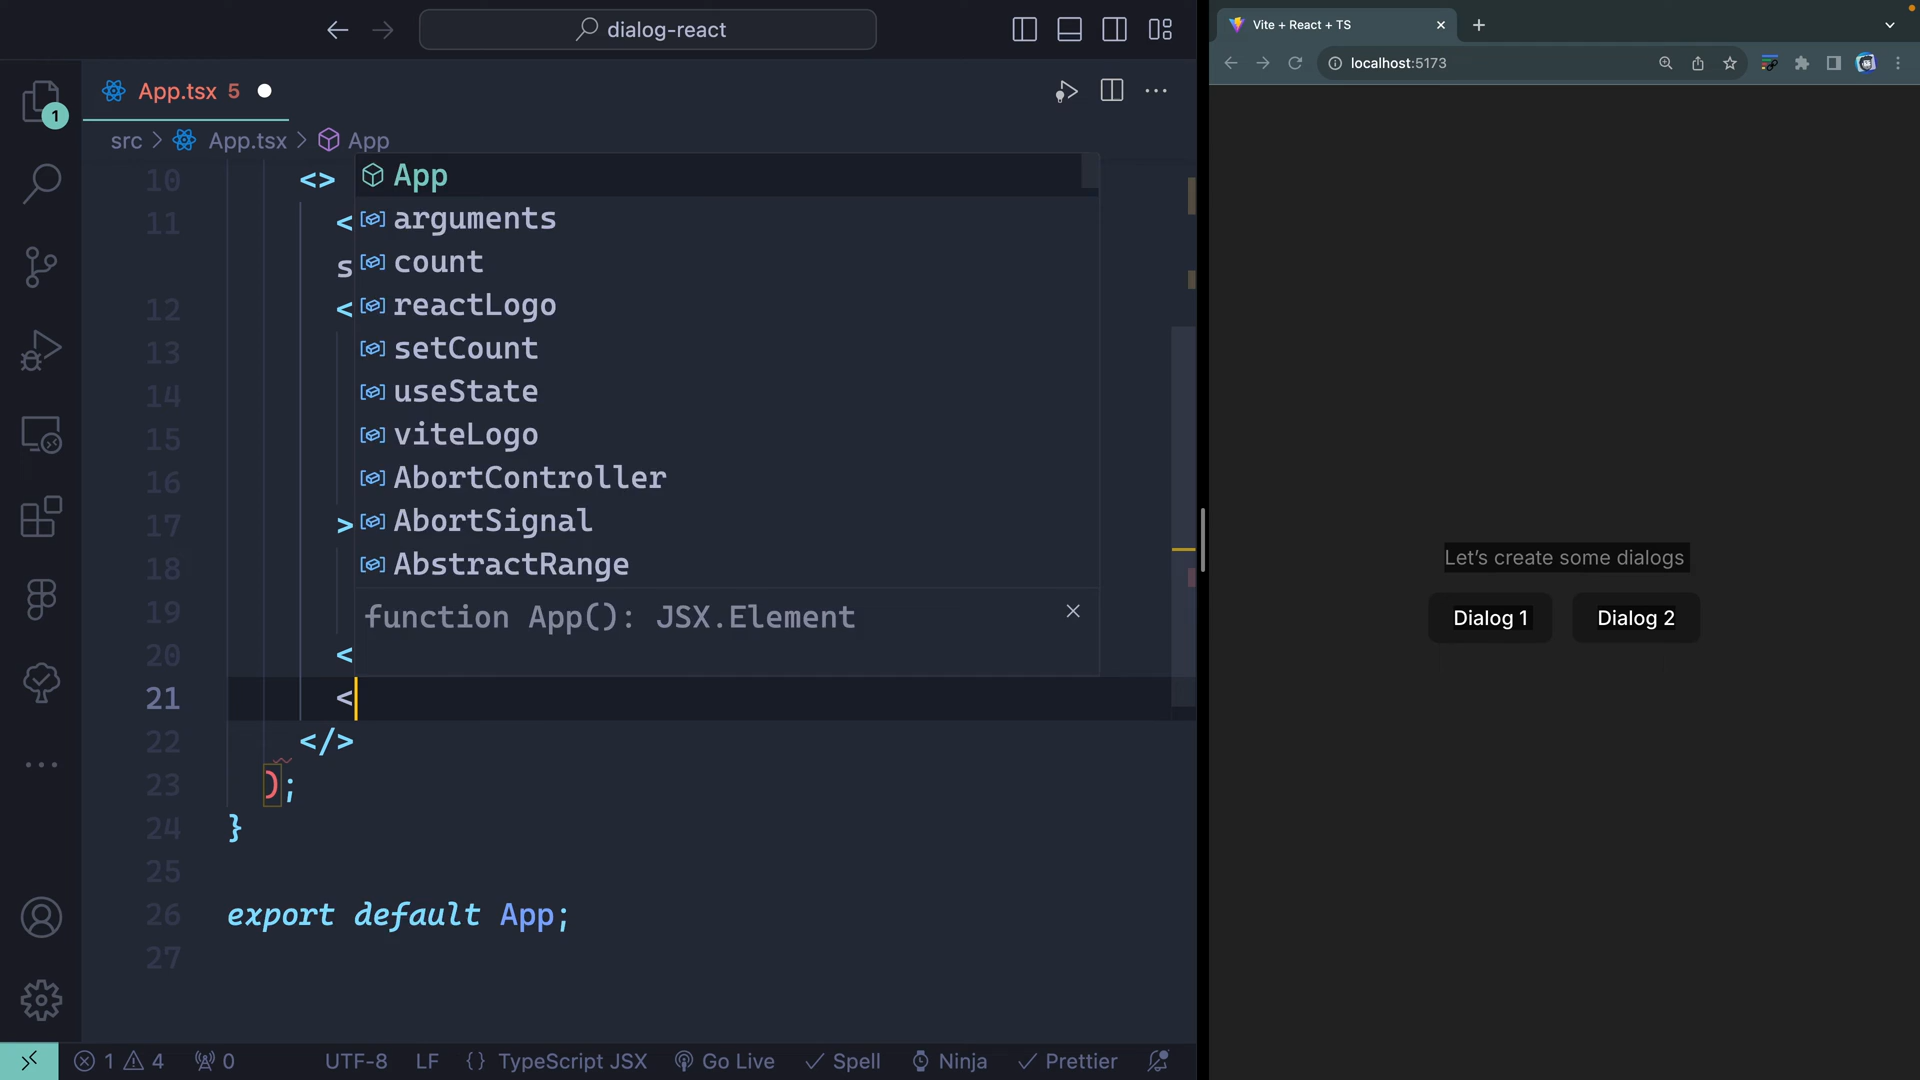 dialog-react
App.tsx 5
1
src > App.tsx > App
10 <>
11 <
s
12 <
13
14
15
16
17 >
18
19
20 <
21 <
22 </>
23 );
24 }
25
26 export default App;
27
App
arguments
count
reactLogo
setCount
useState
viteLogo
AbortController
AbortSignal
AbstractRange
function App(): JSX.Element
1 4 0 UTF-8 LF {} TypeScript JSX Go Live Spell Ninja Prettier
Vite + React + TS
localhost:5173
Let’s create some dialogs
Dialog 1 Dialog 2